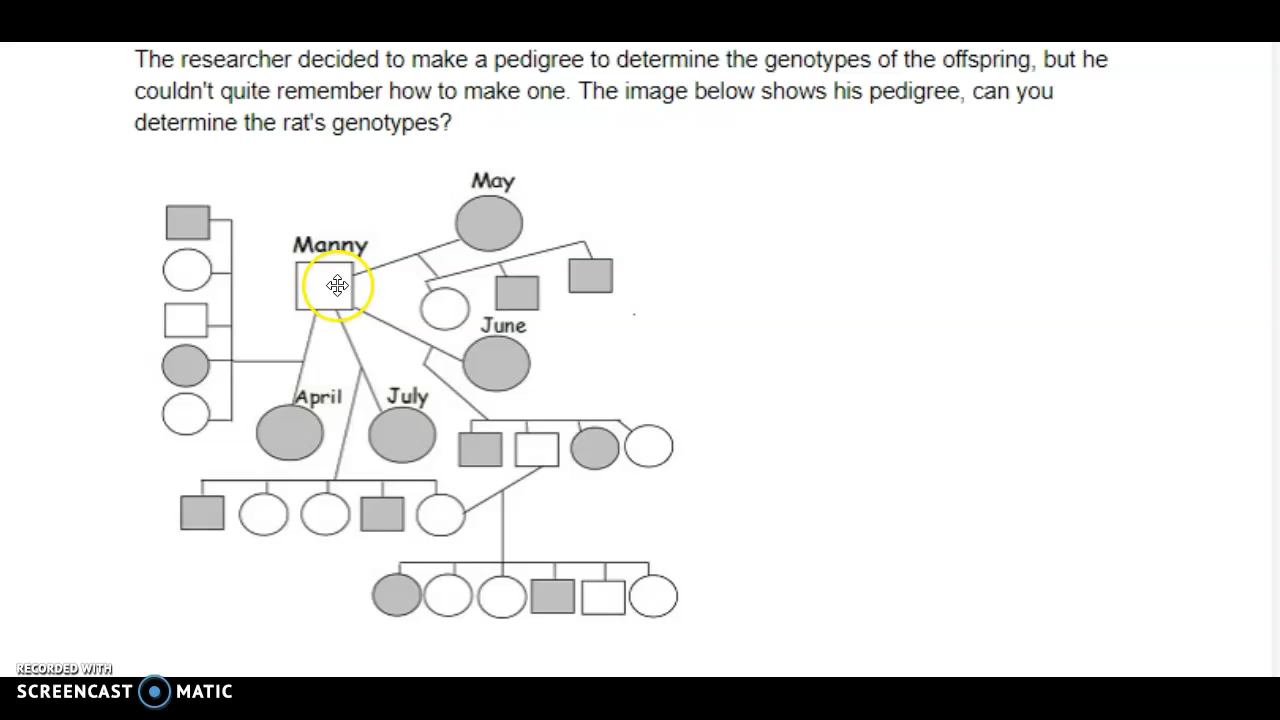 The researcher decided to make a pedigree to determine the genotypes of the offspring, but he
couldn't quite remember how to make one. The image below shows his pedigree, can you
determine the rat's genotypes?
May
Manny
June
April
July
RECORDED WITH
SCREENCAST MATIC